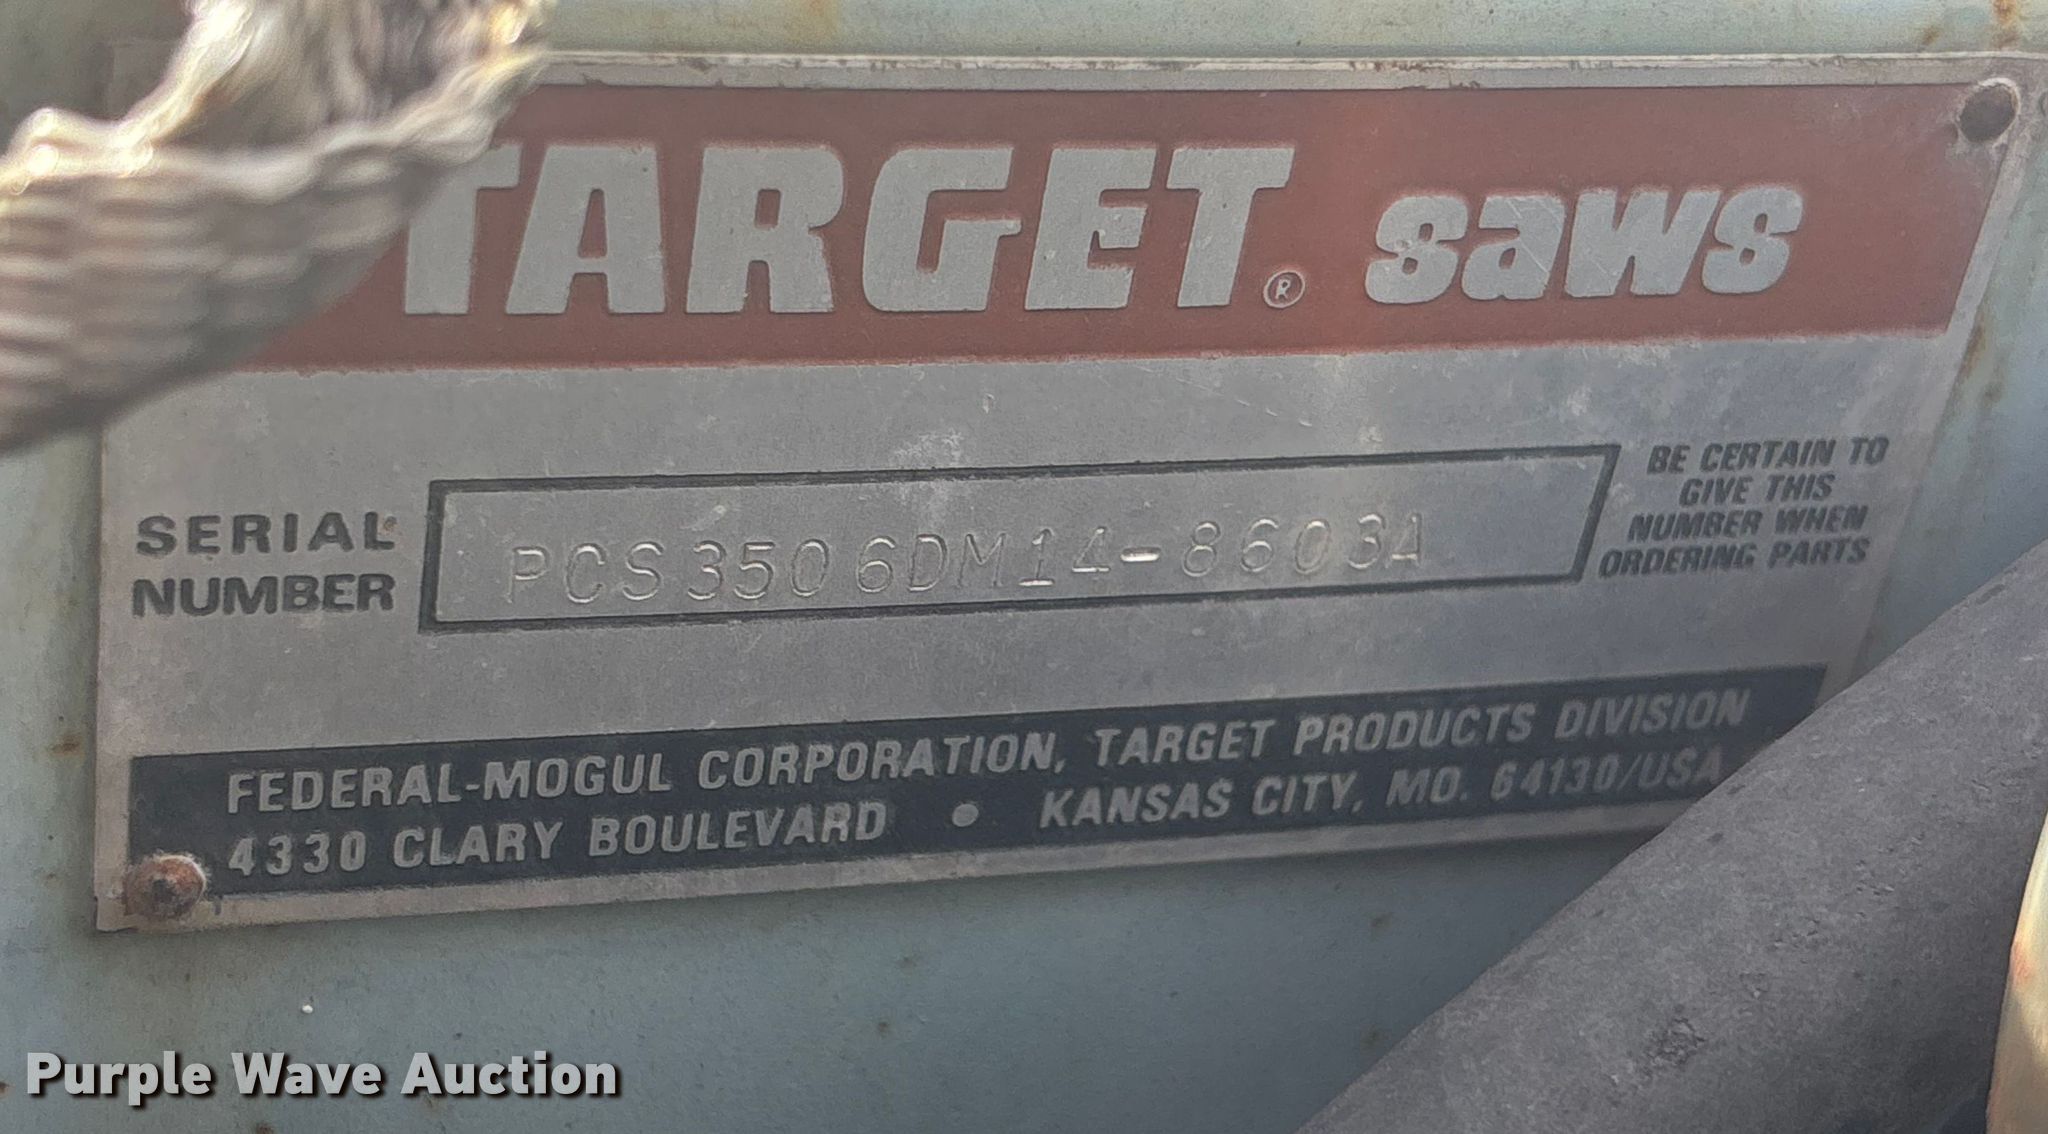 TARGET® saws
SERIAL NUMBER
PCS3506DM14-8603A
BE CERTAIN TO
GIVE THIS
NUMBER WHEN
ORDERING PARTS
FEDERAL-MOGUL CORPORATION, TARGET PRODUCTS DIVISION
4330 CLARY BOULEVARD • KANSAS CITY, MO. 64130/USA
Purple Wave Auction